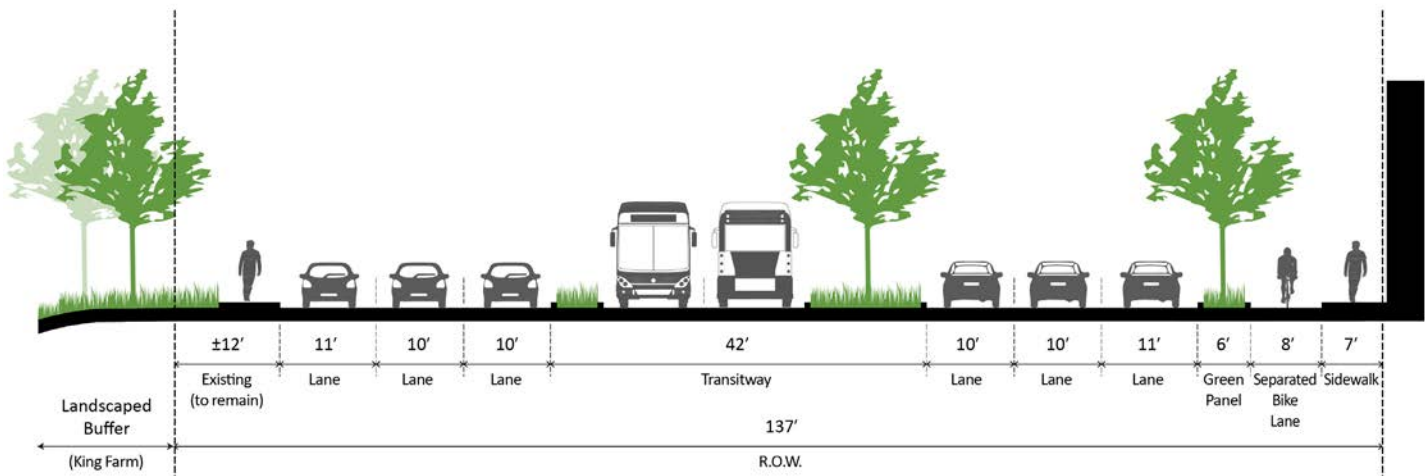 ±12′ 11′ 10′ 10′ 42′ 10′ 10′ 11′ 6′ 8′ 7′
Existing Lane Lane Lane Transitway Lane Lane Lane Green Separated Sidewalk
(to remain) Panel Bike
Lane
Landscaped
Buffer
137′
(King Farm) R.O.W.